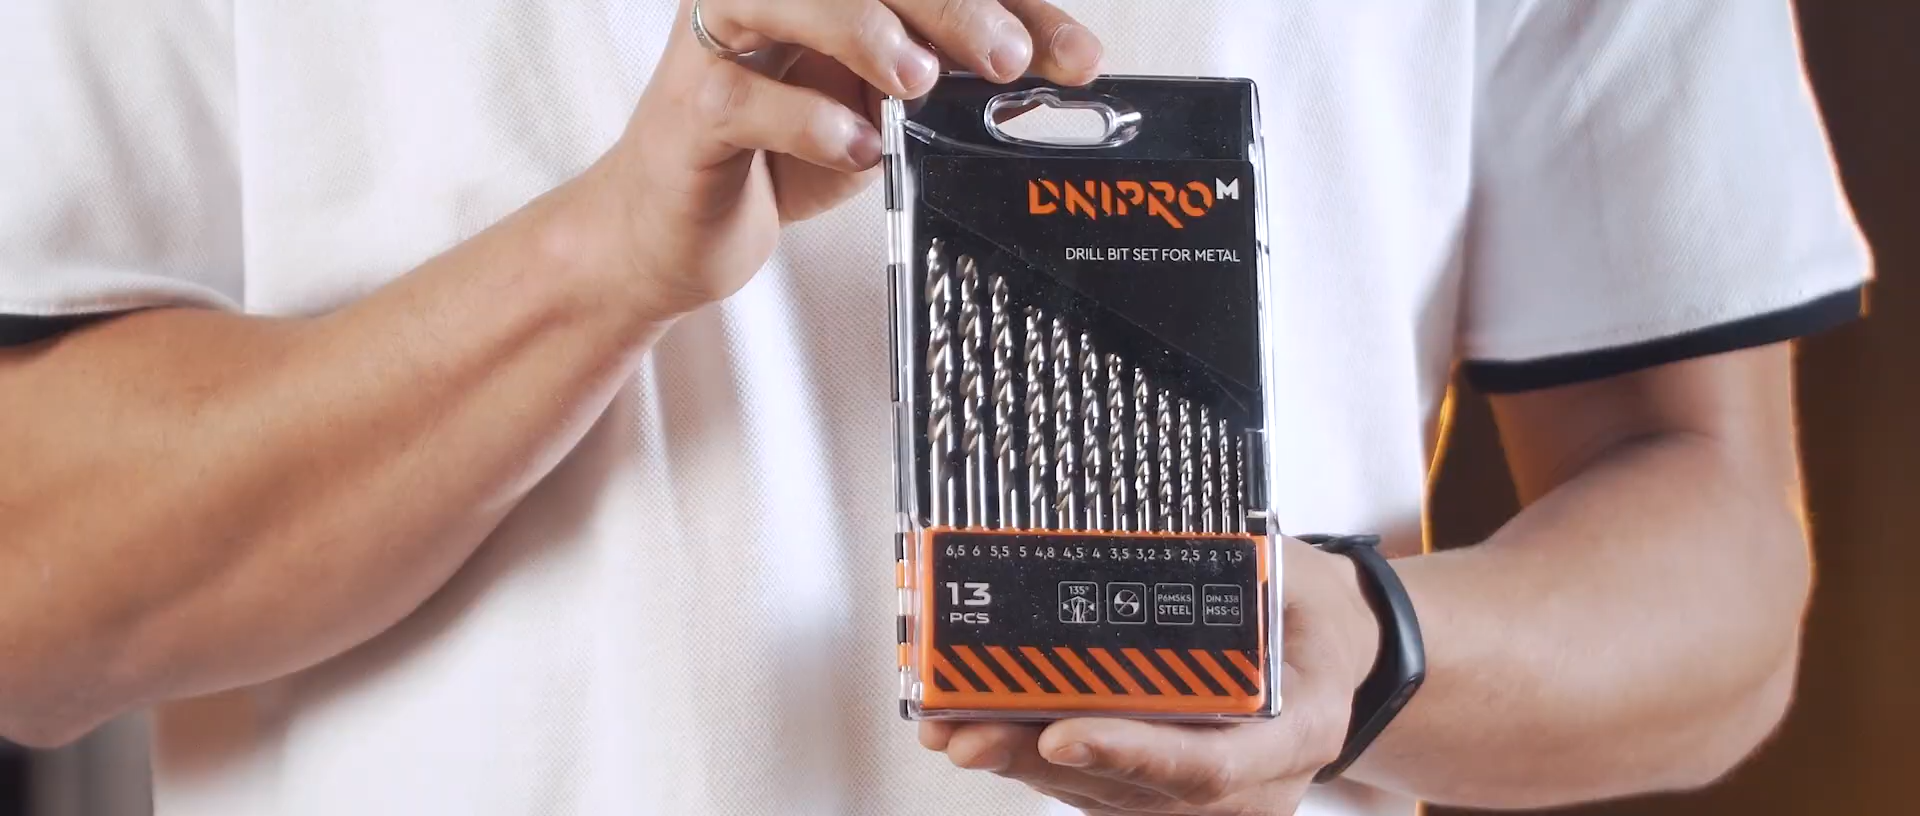 DNIPRO M
DRILL BIT SET FOR METAL
6,5 6 5,5 5 4,8 4,5 4 3,5 3,2 3 2,5 2 1,5
13
PCS
135°
P6M5K5
STEEL
DIN 338
HSS-G